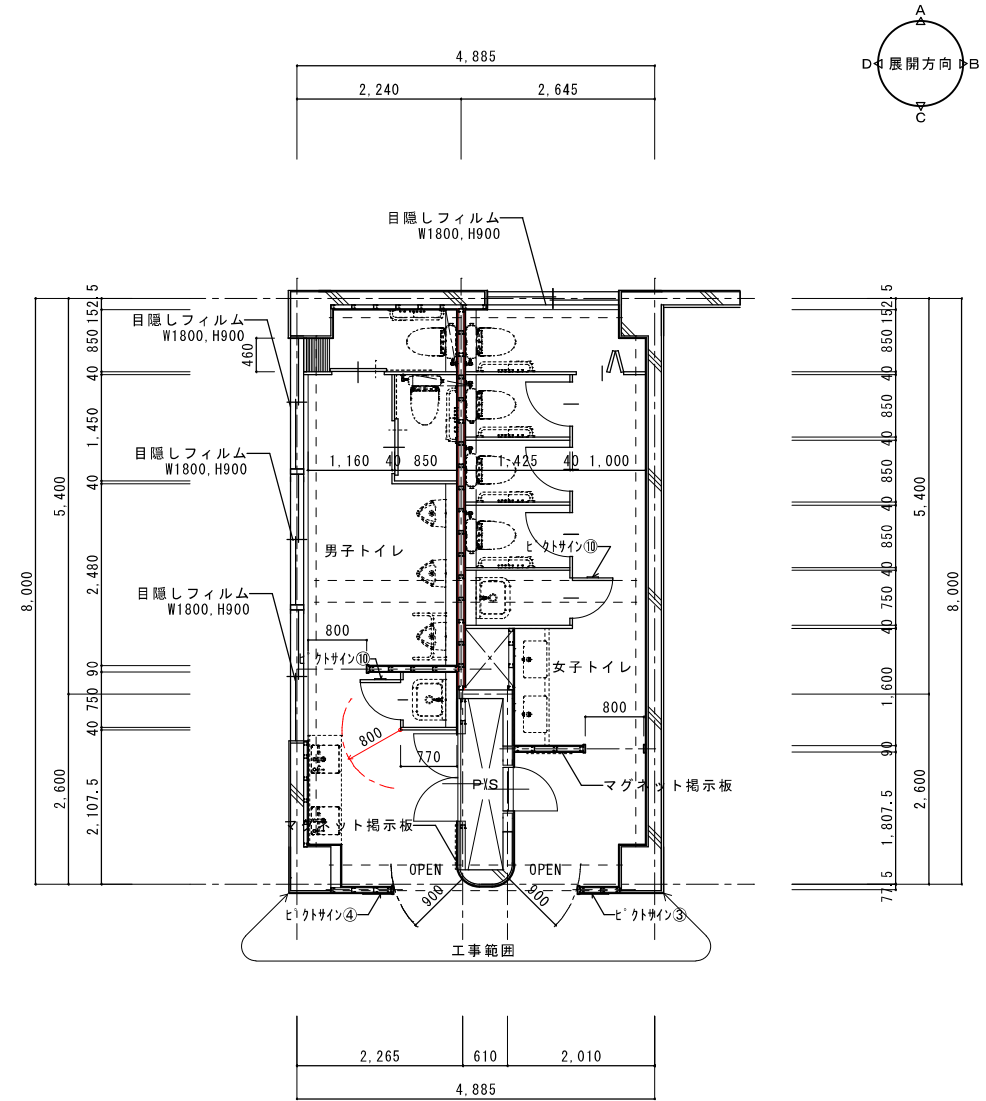 A
D 展開方向 B
C
4,885
2,240
2,645
目隠しフィルム
W1800,H900
152.5
850
40
1,450
40
2,480
90
750
40
2,107.5
5,400
2,600
8,000
目隠しフィルム
W1800,H900
460
目隠しフィルム
W1800,H900
目隠しフィルム
W1800,H900
1,160
40
850
1,425
40
1,000
男子トイレ
ピクトサイン⑩
800
ピクトサイン⑩
女子トイレ
800
800
770
PS
マグネット掲示板
マグネット掲示板
OPEN
OPEN
900
900
ピクトサイン④
ピクトサイン③
工事範囲
152.5
850
40
850
40
850
40
850
40
750
40
1,600
90
1,807.5
77.5
5,400
2,600
8,000
2,265
610
2,010
4,885